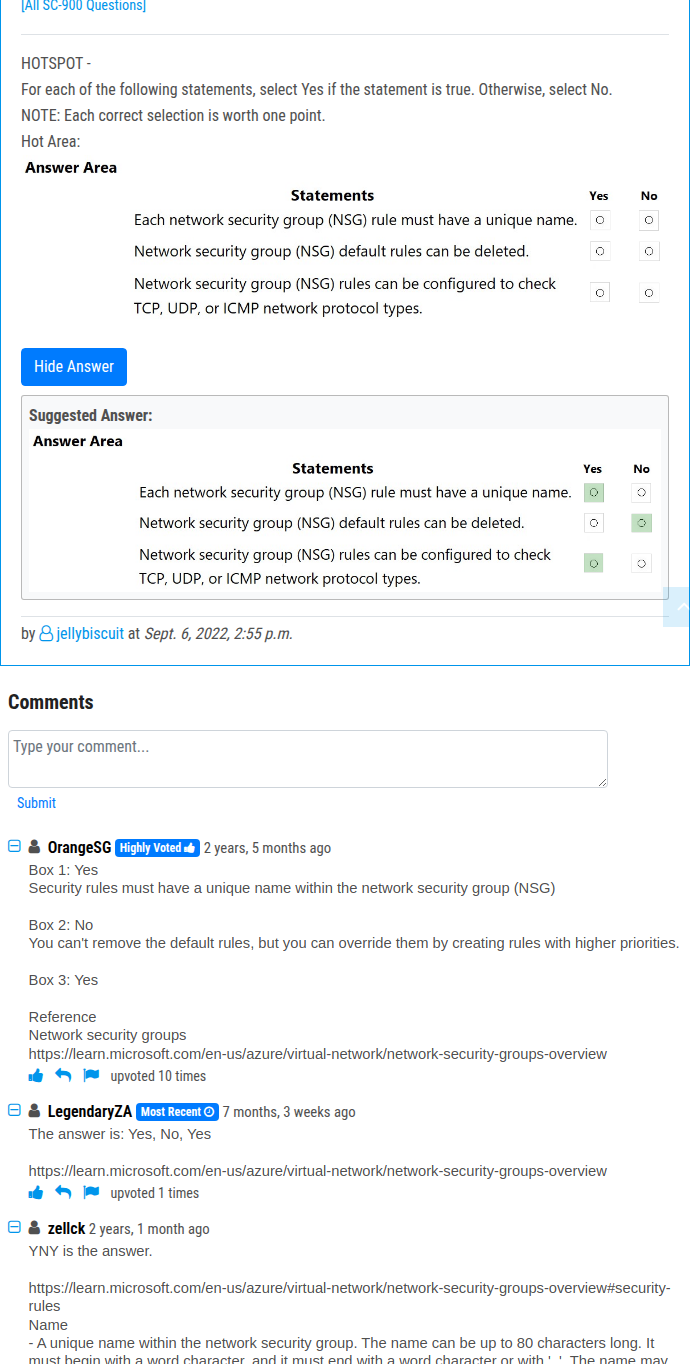 [All SC-900 Questions]
HOTSPOT -
For each of the following statements, select Yes if the statement is true. Otherwise, select No.
NOTE: Each correct selection is worth one point.
Hot Area:
Answer Area
Statements Yes No
Each network security group (NSG) rule must have a unique name.
Network security group (NSG) default rules can be deleted.
Network security group (NSG) rules can be configured to check
TCP, UDP, or ICMP network protocol types.
Hide Answer
Suggested Answer:
Answer Area
Statements Yes No
Each network security group (NSG) rule must have a unique name.
Network security group (NSG) default rules can be deleted.
Network security group (NSG) rules can be configured to check
TCP, UDP, or ICMP network protocol types.
by jellybiscuit at Sept. 6, 2022, 2:55 p.m.
Comments
Type your comment...
Submit
OrangeSG Highly Voted 2 years, 5 months ago
Box 1: Yes
Security rules must have a unique name within the network security group (NSG)
Box 2: No
You can't remove the default rules, but you can override them by creating rules with higher priorities.
Box 3: Yes
Reference
Network security groups
https://learn.microsoft.com/en-us/azure/virtual-network/network-security-groups-overview
upvoted 10 times
LegendaryZA Most Recent 7 months, 3 weeks ago
The answer is: Yes, No, Yes
https://learn.microsoft.com/en-us/azure/virtual-network/network-security-groups-overview
upvoted 1 times
zellck 2 years, 1 month ago
YNY is the answer.
https://learn.microsoft.com/en-us/azure/virtual-network/network-security-groups-overview#security-
rules
Name
- A unique name within the network security group. The name can be up to 80 characters long. It
must begin with a word character, and it must end with a word character or with '_'. The name may